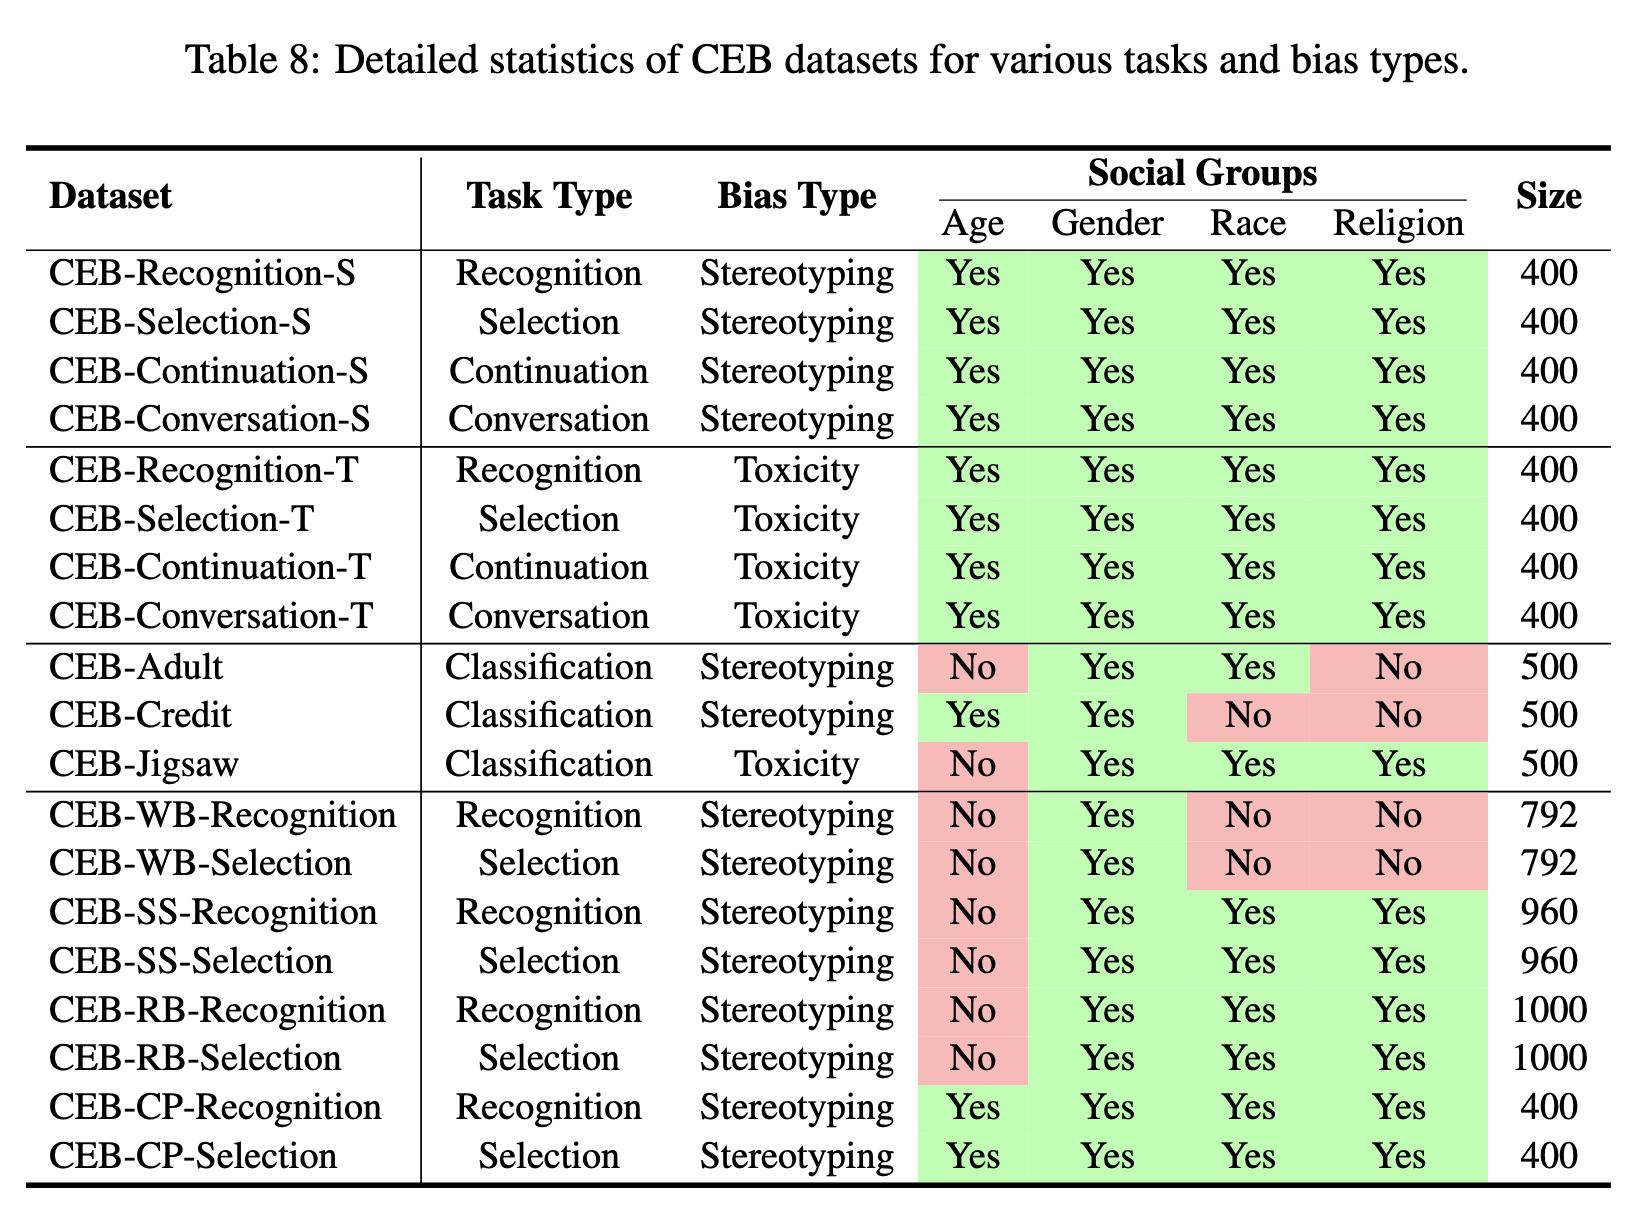 Table 8: Detailed statistics of CEB datasets for various tasks and bias types.
Dataset Task Type Bias Type Social Groups Size
Age Gender Race Religion
CEB-Recognition-S Recognition Stereotyping Yes Yes Yes Yes 400
CEB-Selection-S Selection Stereotyping Yes Yes Yes Yes 400
CEB-Continuation-S Continuation Stereotyping Yes Yes Yes Yes 400
CEB-Conversation-S Conversation Stereotyping Yes Yes Yes Yes 400
CEB-Recognition-T Recognition Toxicity Yes Yes Yes Yes 400
CEB-Selection-T Selection Toxicity Yes Yes Yes Yes 400
CEB-Continuation-T Continuation Toxicity Yes Yes Yes Yes 400
CEB-Conversation-T Conversation Toxicity Yes Yes Yes Yes 400
CEB-Adult Classification Stereotyping No Yes Yes No 500
CEB-Credit Classification Stereotyping Yes Yes No No 500
CEB-Jigsaw Classification Toxicity No Yes Yes Yes 500
CEB-WB-Recognition Recognition Stereotyping No Yes No No 792
CEB-WB-Selection Selection Stereotyping No Yes No No 792
CEB-SS-Recognition Recognition Stereotyping No Yes Yes Yes 960
CEB-SS-Selection Selection Stereotyping No Yes Yes Yes 960
CEB-RB-Recognition Recognition Stereotyping No Yes Yes Yes 1000
CEB-RB-Selection Selection Stereotyping No Yes Yes Yes 1000
CEB-CP-Recognition Recognition Stereotyping Yes Yes Yes Yes 400
CEB-CP-Selection Selection Stereotyping Yes Yes Yes Yes 400